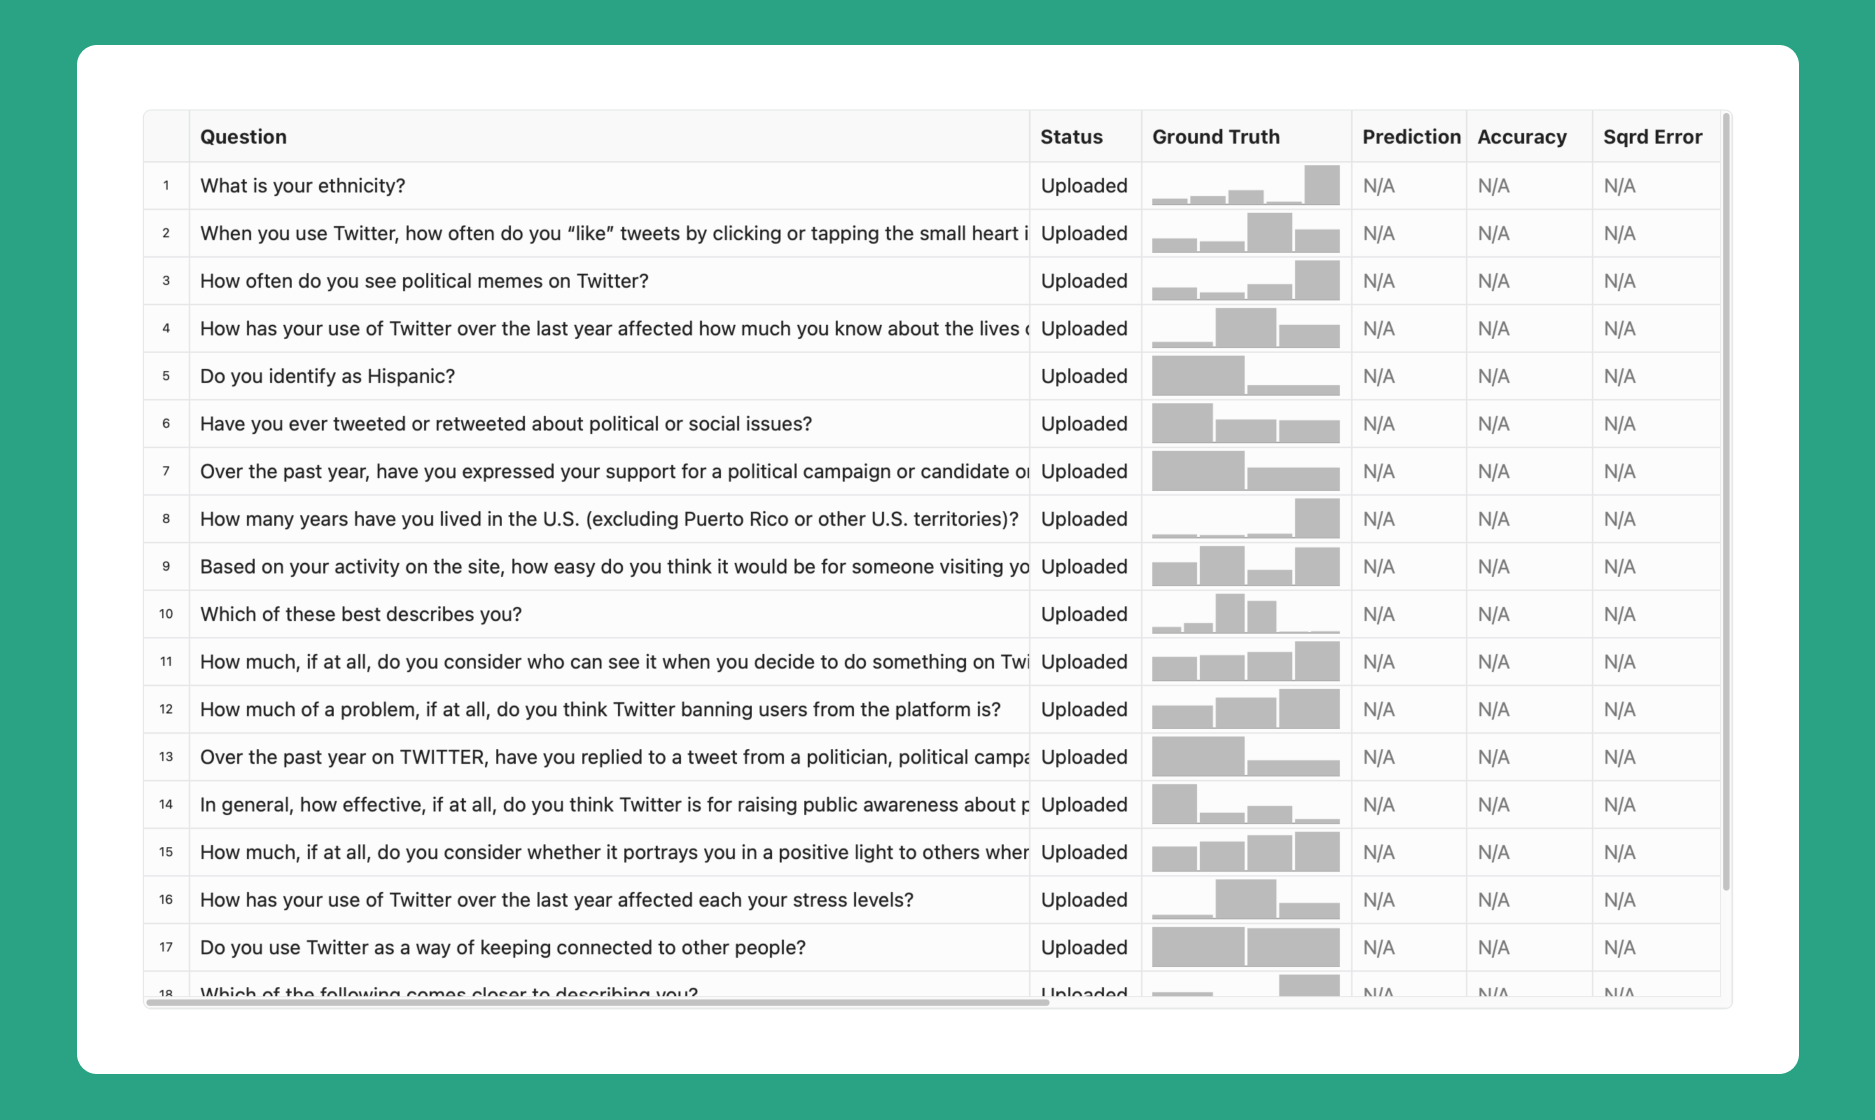 Question Status Ground Truth Prediction Accuracy Sqrd Error
1 What is your ethnicity? Uploaded N/A N/A N/A
2 When you use Twitter, how often do you “like” tweets by clicking or tapping the small heart i Uploaded N/A N/A N/A
3 How often do you see political memes on Twitter? Uploaded N/A N/A N/A
4 How has your use of Twitter over the last year affected how much you know about the lives Uploaded N/A N/A N/A
5 Do you identify as Hispanic? Uploaded N/A N/A N/A
6 Have you ever tweeted or retweeted about political or social issues? Uploaded N/A N/A N/A
7 Over the past year, have you expressed your support for a political campaign or candidate or Uploaded N/A N/A N/A
8 How many years have you lived in the U.S. (excluding Puerto Rico or other U.S. territories)? Uploaded N/A N/A N/A
9 Based on your activity on the site, how easy do you think it would be for someone visiting yo Uploaded N/A N/A N/A
10 Which of these best describes you? Uploaded N/A N/A N/A
11 How much, if at all, do you consider who can see it when you decide to do something on Twi Uploaded N/A N/A N/A
12 How much of a problem, if at all, do you think Twitter banning users from the platform is? Uploaded N/A N/A N/A
13 Over the past year on TWITTER, have you replied to a tweet from a politician, political campa Uploaded N/A N/A N/A
14 In general, how effective, if at all, do you think Twitter is for raising public awareness about p Uploaded N/A N/A N/A
15 How much, if at all, do you consider whether it portrays you in a positive light to others wher Uploaded N/A N/A N/A
16 How has your use of Twitter over the last year affected each your stress levels? Uploaded N/A N/A N/A
17 Do you use Twitter as a way of keeping connected to other people? Uploaded N/A N/A N/A
18 Which of the following comes closer to describing you? Uploaded N/A N/A N/A